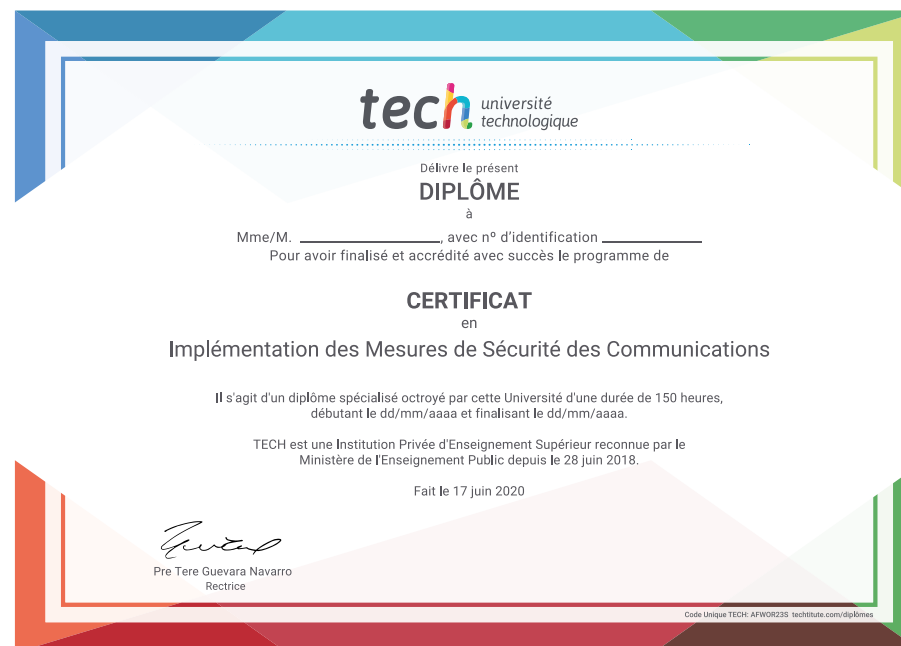 tech université
technologique
Délivre le présent
DIPLÔME
à
Mme/M. ____________, avec nº d'identification ____________
Pour avoir finalisé et accrédité avec succès le programme de
CERTIFICAT
en
Implémentation des Mesures de Sécurité des Communications
Il s'agit d'un diplôme spécialisé octroyé par cette Université d'une durée de 150 heures,
débutant le dd/mm/aaaa et finalisant le dd/mm/aaaa.
TECH est une Institution Privée d'Enseignement Supérieur reconnue par le
Ministère de l'Enseignement Public depuis le 28 juin 2018.
Fait le 17 juin 2020
Pre Tere Guevara Navarro
Rectrice
Code Unique TECH: AFWOR23S techtitute.com/diplômes